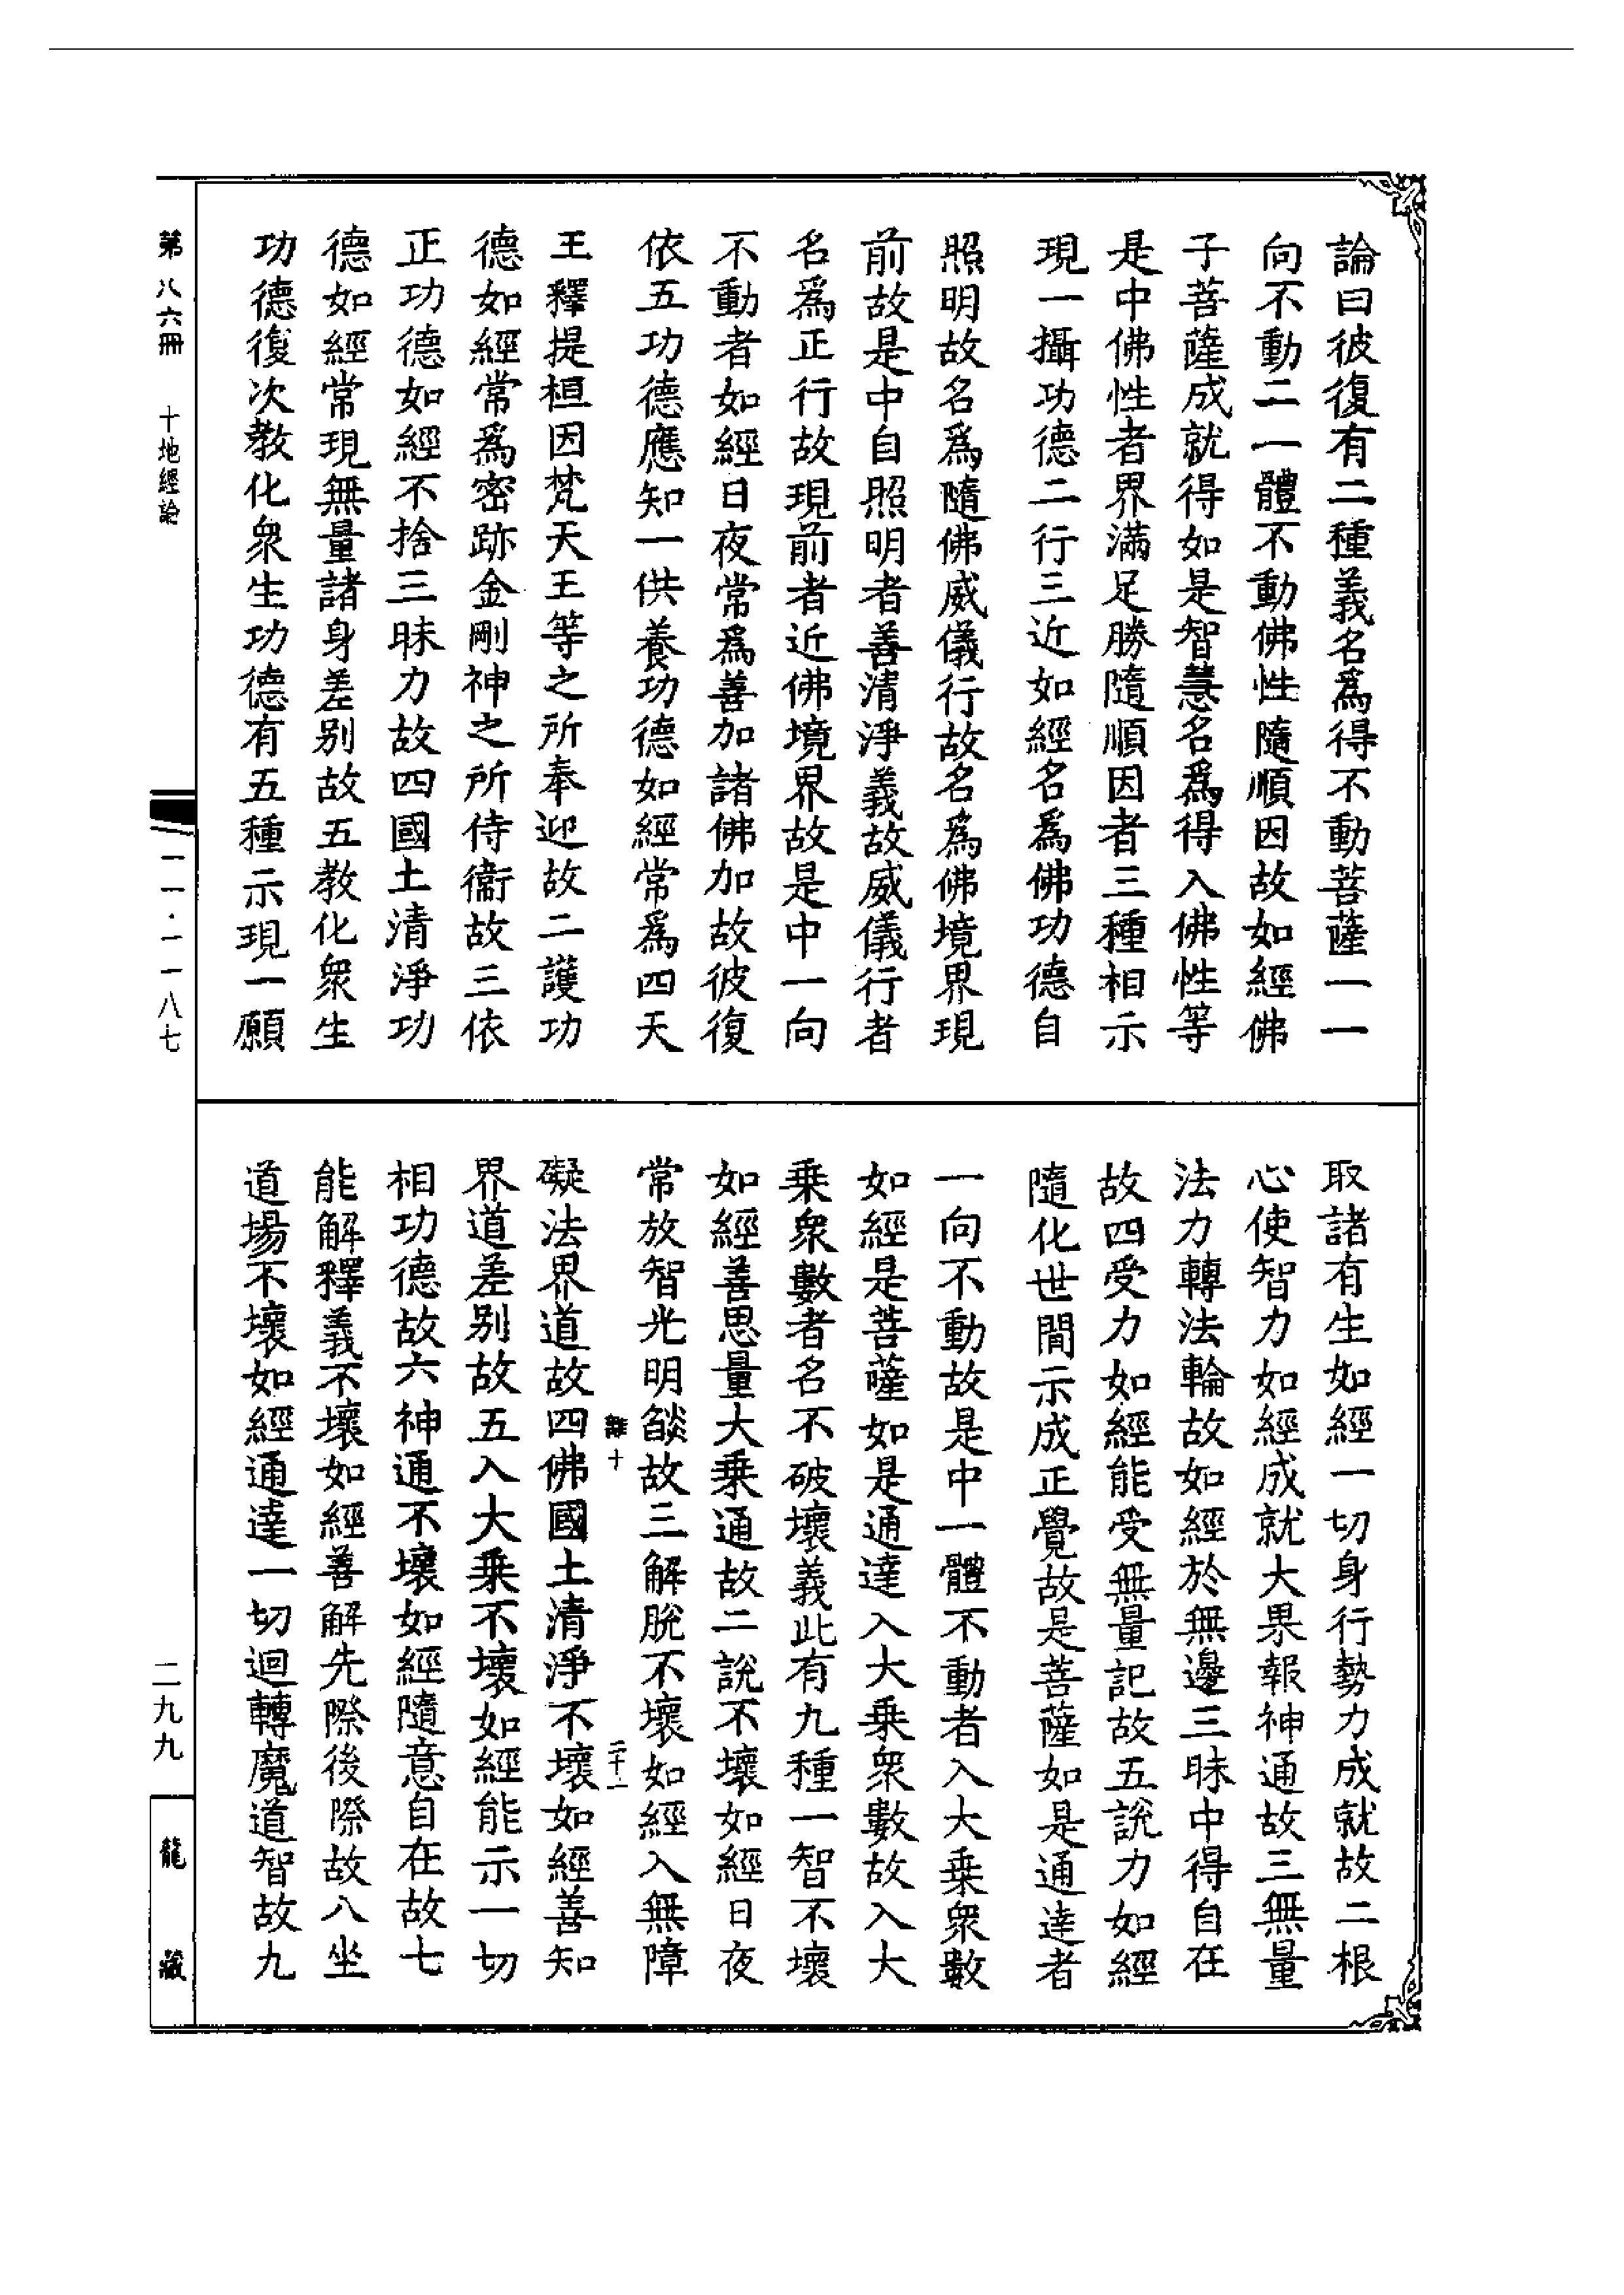 論曰彼復有二種義名爲得不動菩薩一一
向不動二一體不動佛性隨順因故如經佛
子菩薩成就得如是智慧名爲得入佛性等
是中佛性者界滿足勝隨順因者三種相示
現一攝功德二行三近如經名爲佛功德自
照明故名爲隨佛威儀行故名爲佛境界現
前故是中自照明者善清淨義故威儀行者
名爲正行故現前者近佛境界故是中一向
不動者如經日夜常爲善加諸佛加故彼復
依五功德應知一供養功德如經常爲四天
王釋提桓因梵天王等之所奉迎故二護功
德如經常爲密跡金剛神之所侍衞故三依
正功德如經不捨三昧力故四國土清淨功
德如經常現無量諸身差别故五教化衆生
功德復次教化衆生功德有五種示現一願
取諸有生如經一切身行勢力成就故二根
心使智力如經成就大果報神通故三無量
法力轉法輪故如經於無邊三昧中得自在
故四受力如經能受無量記故五說力如經
隨化世間示成正覺故是菩薩如是通達者
一向不動故是中一體不動者入大乗衆數
如經是菩薩如是通達入大乗衆數故入大
乗衆數者名不破壞義此有九種一智不壞
如經善思量大乗通故二說不壞如經日夜
常放智光明燄故三解脫不壞如經入無障
礙法界道故四佛國土清淨不壞如經善知
界道差别故五入大乗不壞如經能示一切
相功德故六神通不壞如經隨意自在故七
能解釋義不壞如經善解先際後際故八坐
道場不壞如經通達一切迴轉魔道智故九
十
二十一
第八六冊 十地經論
一一·一一八七
二九九
龍藏